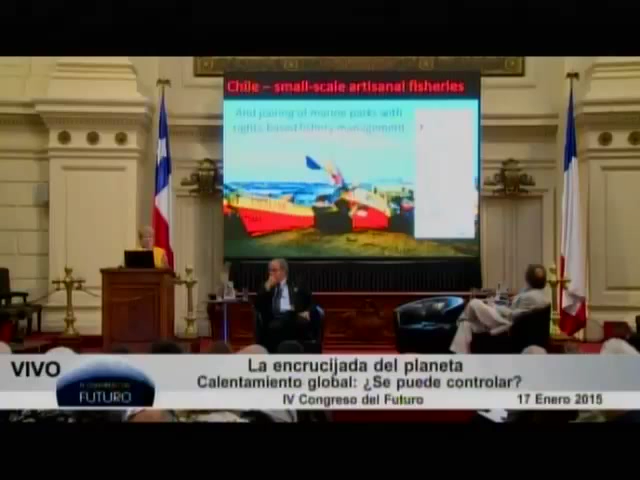 Chile – small-scale artisanal fisheries
And pairing of marine parks with
rights-based fishery management
VIVO
La encrucijada del planeta
Calentamiento global: ¿Se puede controlar?
FUTURO
IV Congreso del Futuro
17 Enero 2015